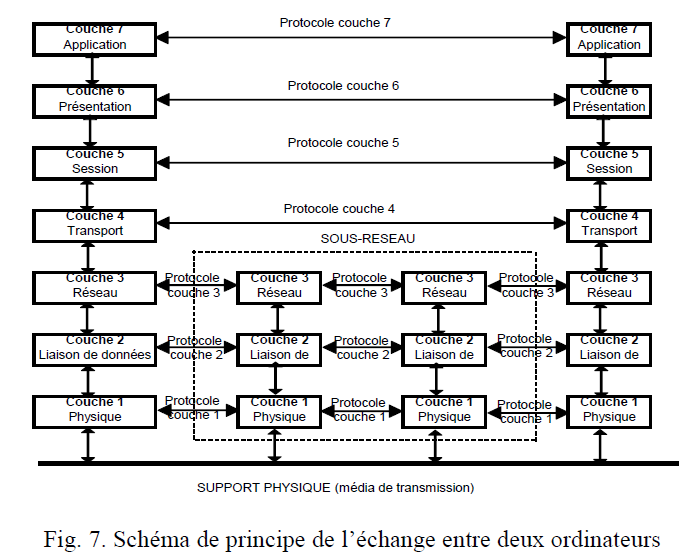 Couche 7
Application
Protocole couche 7
Couche 7
Application
Couche 6
Présentation
Protocole couche 6
Couche 6
Présentation
Couche 5
Session
Protocole couche 5
Couche 5
Session
Couche 4
Transport
Protocole couche 4
Couche 4
Transport
SOUS-RESEAU
Couche 3
Réseau
Protocole
couche 3
Couche 3
Réseau
Protocole
couche 3
Couche 3
Réseau
Protocole
couche 3
Couche 3
Réseau
Couche 2
Liaison de données
Protocole
couche 2
Couche 2
Liaison de
Protocole
couche 2
Couche 2
Liaison de
Protocole
couche 2
Couche 2
Liaison de
Couche 1
Physique
Protocole
couche 1
Couche 1
Physique
Protocole
couche 1
Couche 1
Physique
Protocole
couche 1
Couche 1
Physique
SUPPORT PHYSIQUE (média de transmission)
Fig. 7. Schéma de principe de l’échange entre deux ordinateurs